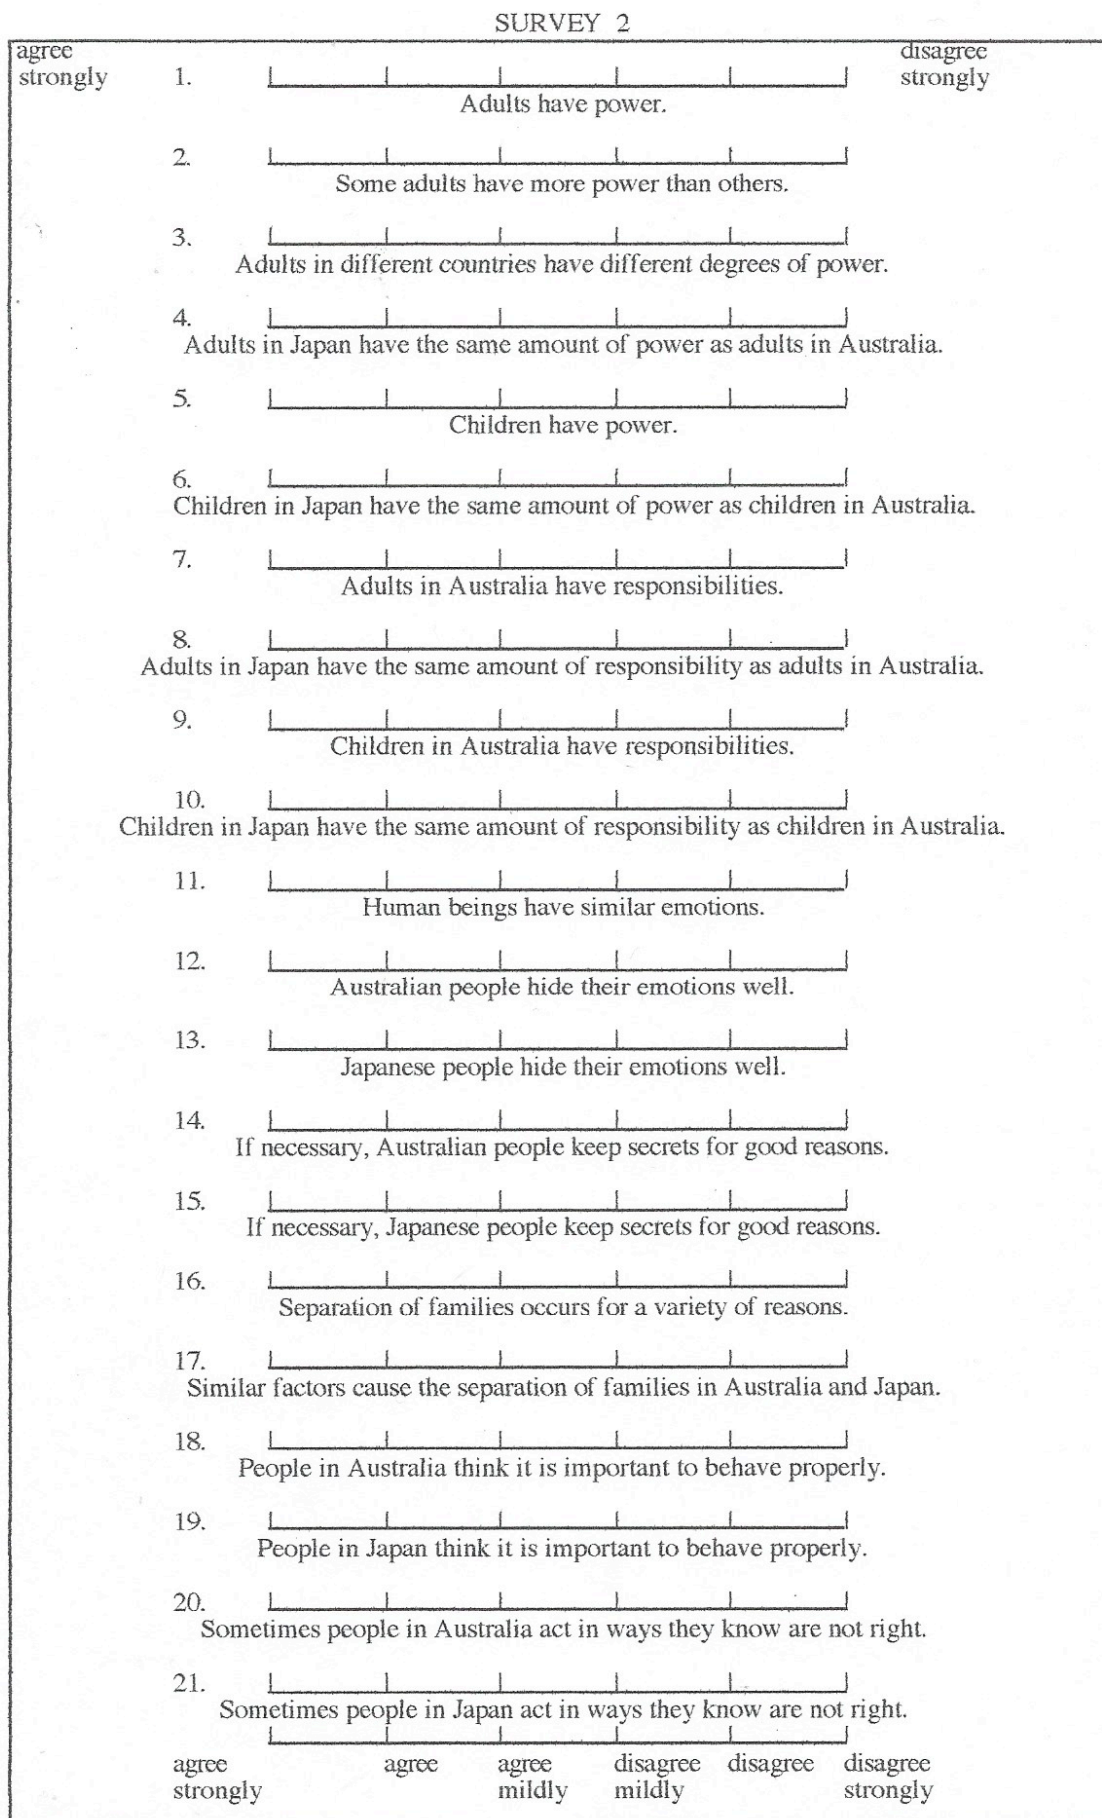 SURVEY 2
agree disagree
strongly 1. strongly
Adults have power.
2.
Some adults have more power than others.
3.
Adults in different countries have different degrees of power.
4.
Adults in Japan have the same amount of power as adults in Australia.
5.
Children have power.
6.
Children in Japan have the same amount of power as children in Australia.
7.
Adults in Australia have responsibilities.
8.
Adults in Japan have the same amount of responsibility as adults in Australia.
9.
Children in Australia have responsibilities.
10.
Children in Japan have the same amount of responsibility as children in Australia.
11.
Human beings have similar emotions.
12.
Australian people hide their emotions well.
13.
Japanese people hide their emotions well.
14.
If necessary, Australian people keep secrets for good reasons.
15.
If necessary, Japanese people keep secrets for good reasons.
16.
Separation of families occurs for a variety of reasons.
17.
Similar factors cause the separation of families in Australia and Japan.
18.
People in Australia think it is important to behave properly.
19.
People in Japan think it is important to behave properly.
20.
Sometimes people in Australia act in ways they know are not right.
21.
Sometimes people in Japan act in ways they know are not right.
agree agree agree disagree disagree disagree
strongly mildly mildly strongly